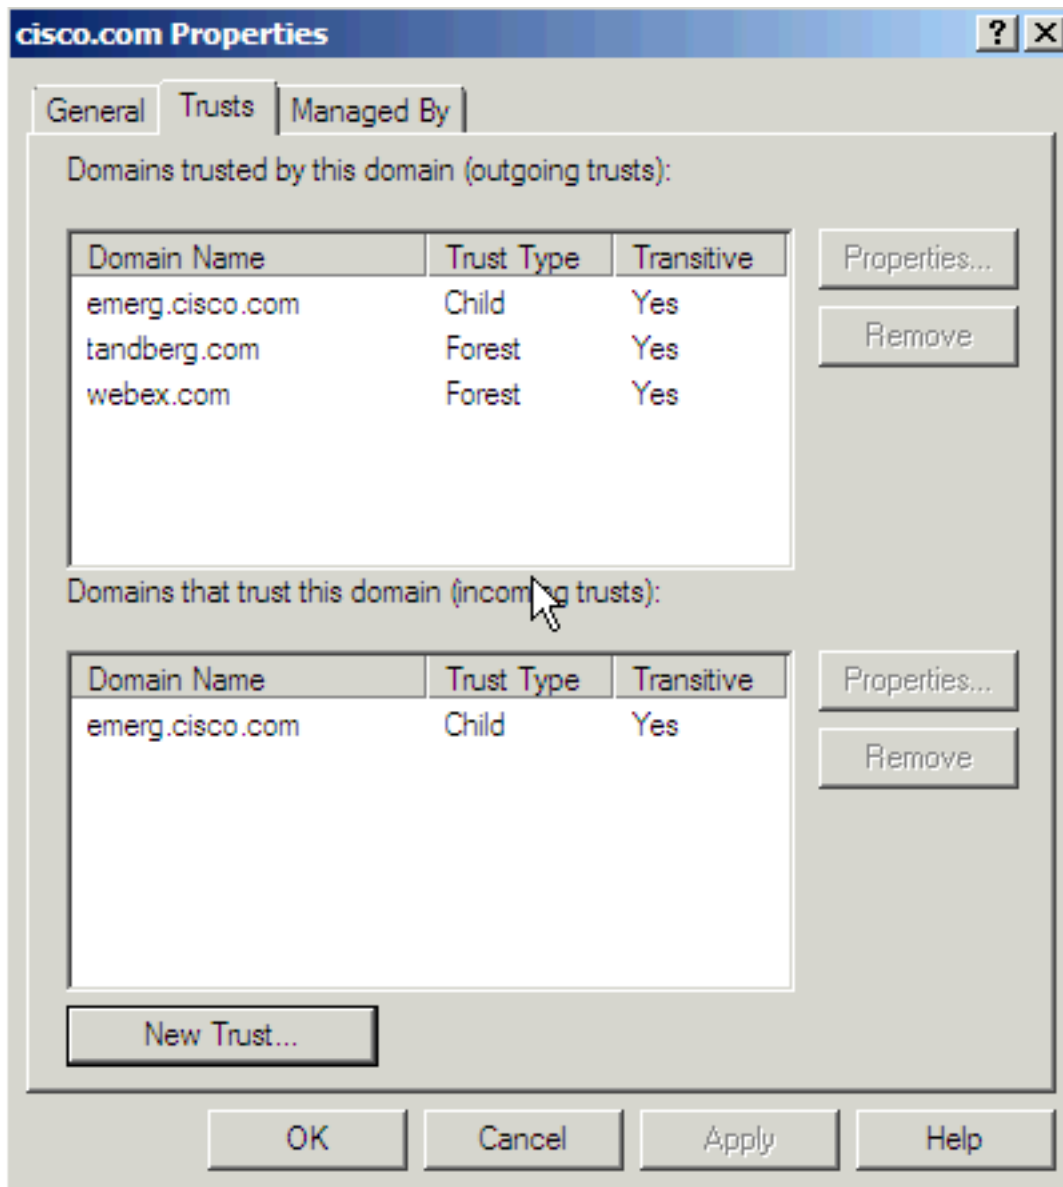 cisco.com Properties
General Trusts Managed By
Domains trusted by this domain (outgoing trusts):
Domain Name Trust Type Transitive Properties...
emerg.cisco.com Child Yes
tandberg.com Forest Yes Remove
webex.com Forest Yes
Domains that trust this domain (incoming trusts):
Domain Name Trust Type Transitive Properties...
emerg.cisco.com Child Yes
Remove
New Trust...
OK Cancel Apply Help